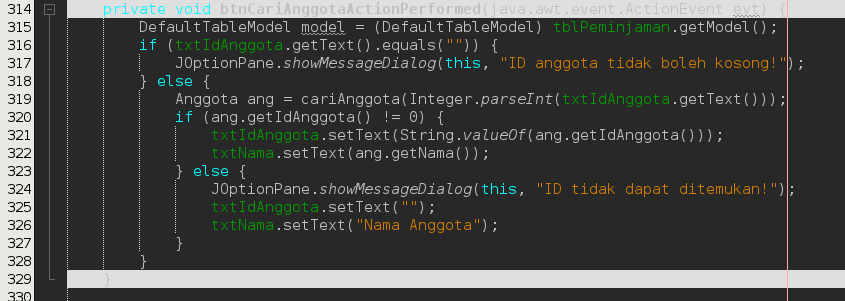 314 private void btnCariAnggotaActionPerformed(java.awt.event.ActionEvent evt) {
315 DefaultTableModel model = (DefaultTableModel) tblPeminjaman.getModel();
316 if (txtIdAnggota.getText().equals("")) {
317 JOptionPane.showMessageDialog(this, "ID anggota tidak boleh kosong!");
318 } else {
319 Anggota ang = cariAnggota(Integer.parseInt(txtIdAnggota.getText()));
320 if (ang.getIdAnggota() != 0) {
321 txtIdAnggota.setText(String.valueOf(ang.getIdAnggota()));
322 txtNama.setText(ang.getNama());
323 } else {
324 JOptionPane.showMessageDialog(this, "ID tidak dapat ditemukan!");
325 txtIdAnggota.setText("");
326 txtNama.setText("Nama Anggota");
327 }
328 }
329 }
330